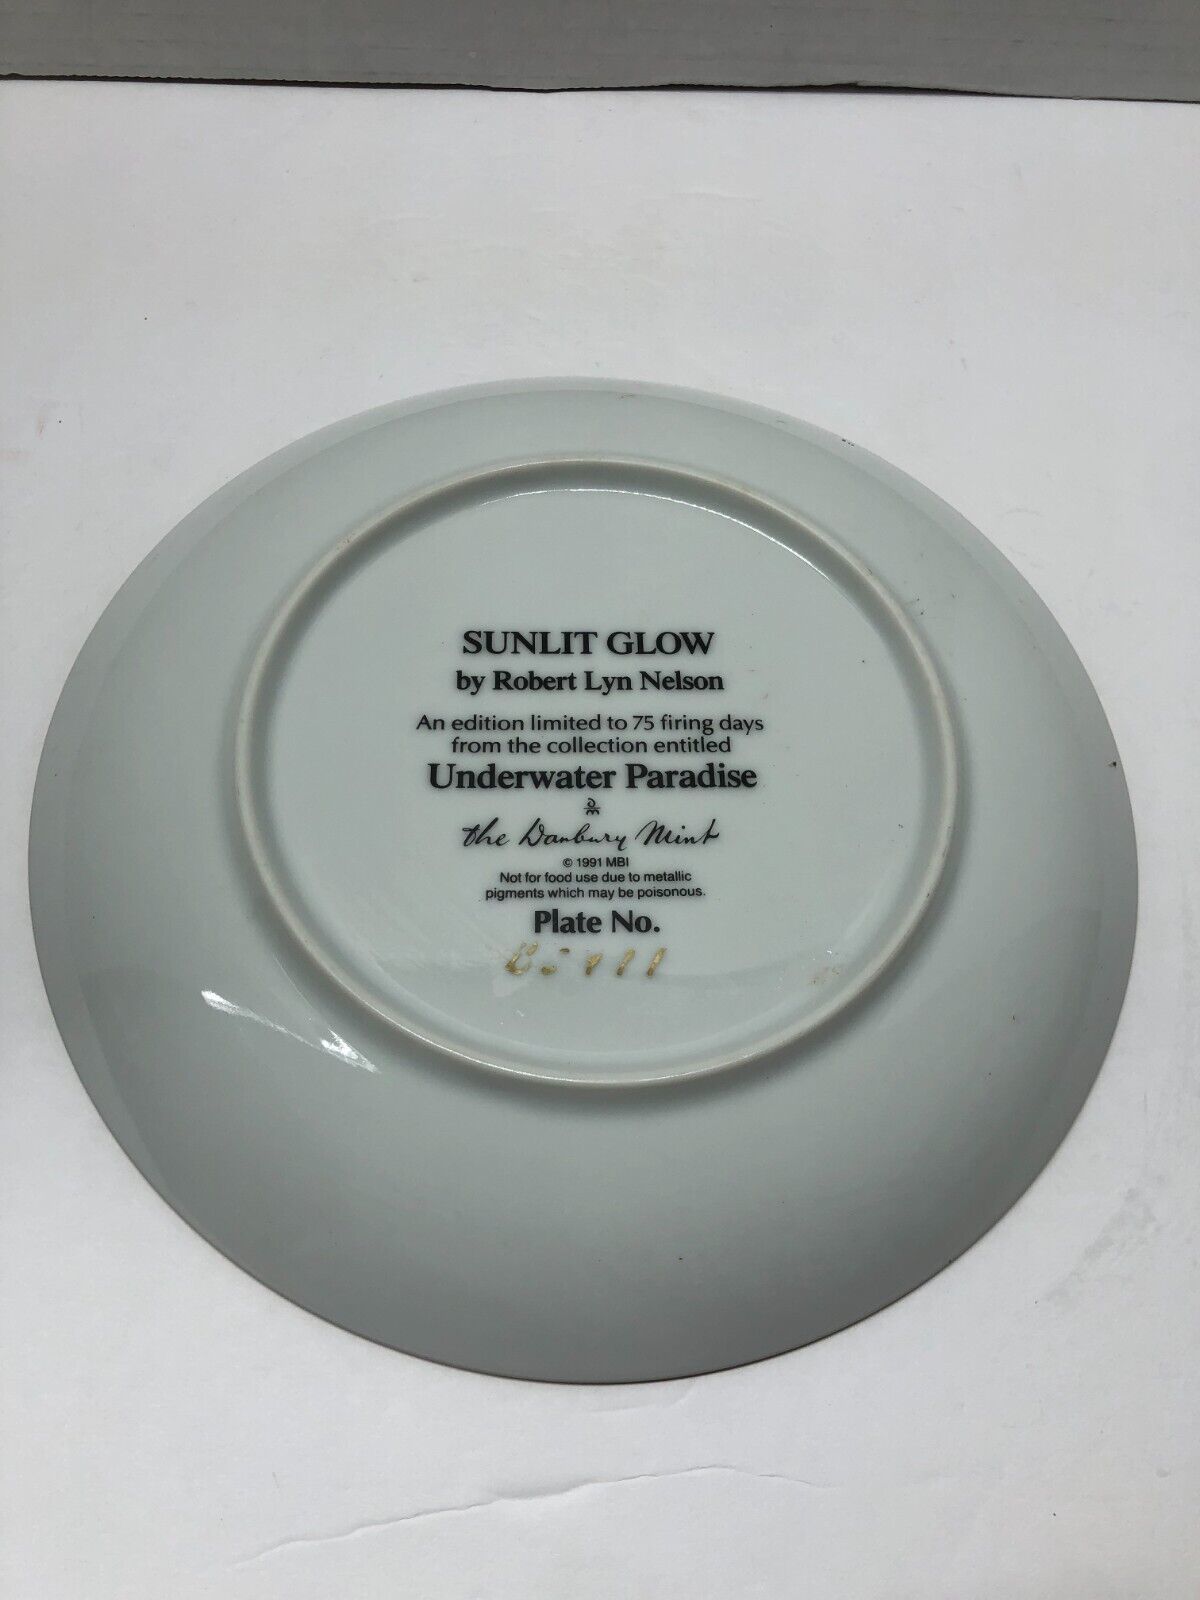 SUNLIT GLOW
by Robert Lyn Nelson
An edition limited to 75 firing days
from the collection entitled
Underwater Paradise
the Danbury Mint
© 1991 MBI
Not for food use due to metallic
pigments which may be poisonous.
Plate No.